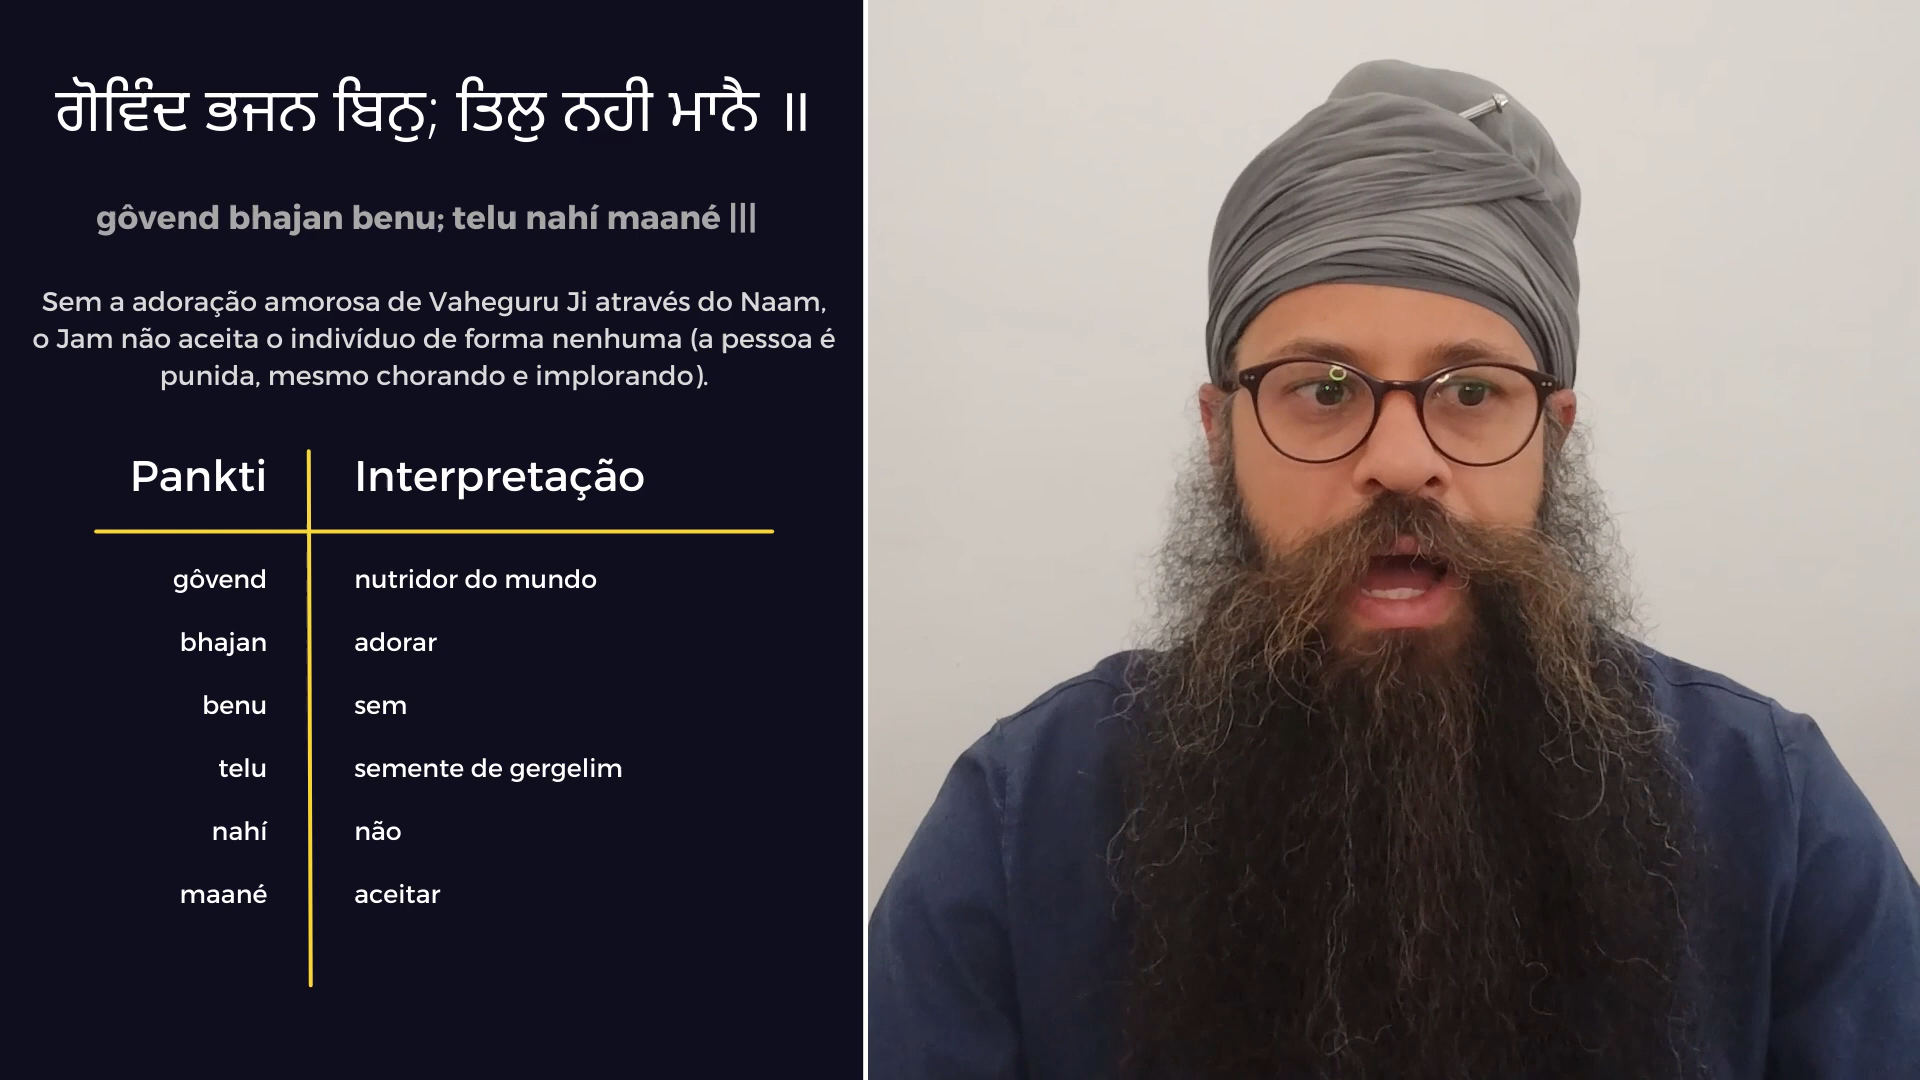 ਗੋਵਿੰਦ ਭਜਨ ਬਿਨੁ; ਤਿਲੁ ਨਹੀ ਮਾਨੈ ॥
gôvend bhajan benu; telu nahí maané |||
Sem a adoração amorosa de Vaheguru Ji através do Naam,
o Jam não aceita o indivíduo de forma nenhuma (a pessoa é
punida, mesmo chorando e implorando).
Pankti Interpretação
gôvend nutridor do mundo
bhajan adorar
benu sem
telu semente de gergelim
nahí não
maané aceitar